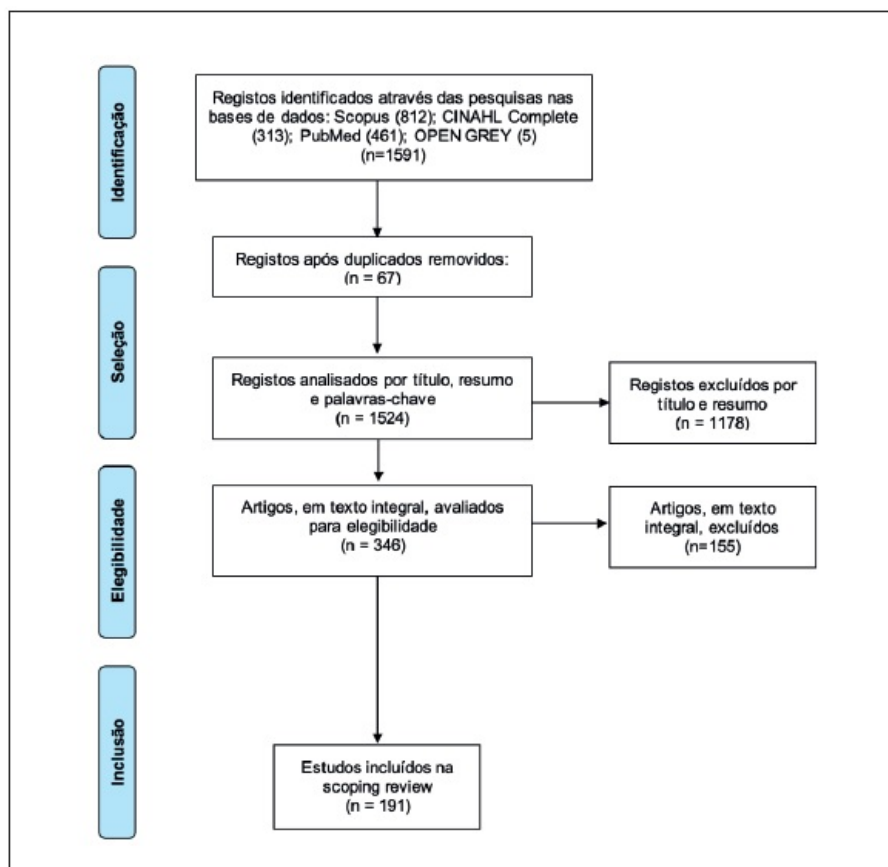 Identificação
Registos identificados através das pesquisas nas
bases de dados: Scopus (812); CINAHL Complete
(313); PubMed (461); OPEN GREY (5)
(n=1591)
Seleção
Registos após duplicados removidos:
(n = 67)
Registos analisados por título, resumo
e palavras-chave
(n = 1524)
Registos excluídos por
título e resumo
(n = 1178)
Elegibilidade
Artigos, em texto integral, avaliados
para elegibilidade
(n = 346)
Artigos, em texto
integral, excluídos
(n=155)
Inclusão
Estudos incluídos na
scoping review
(n = 191)